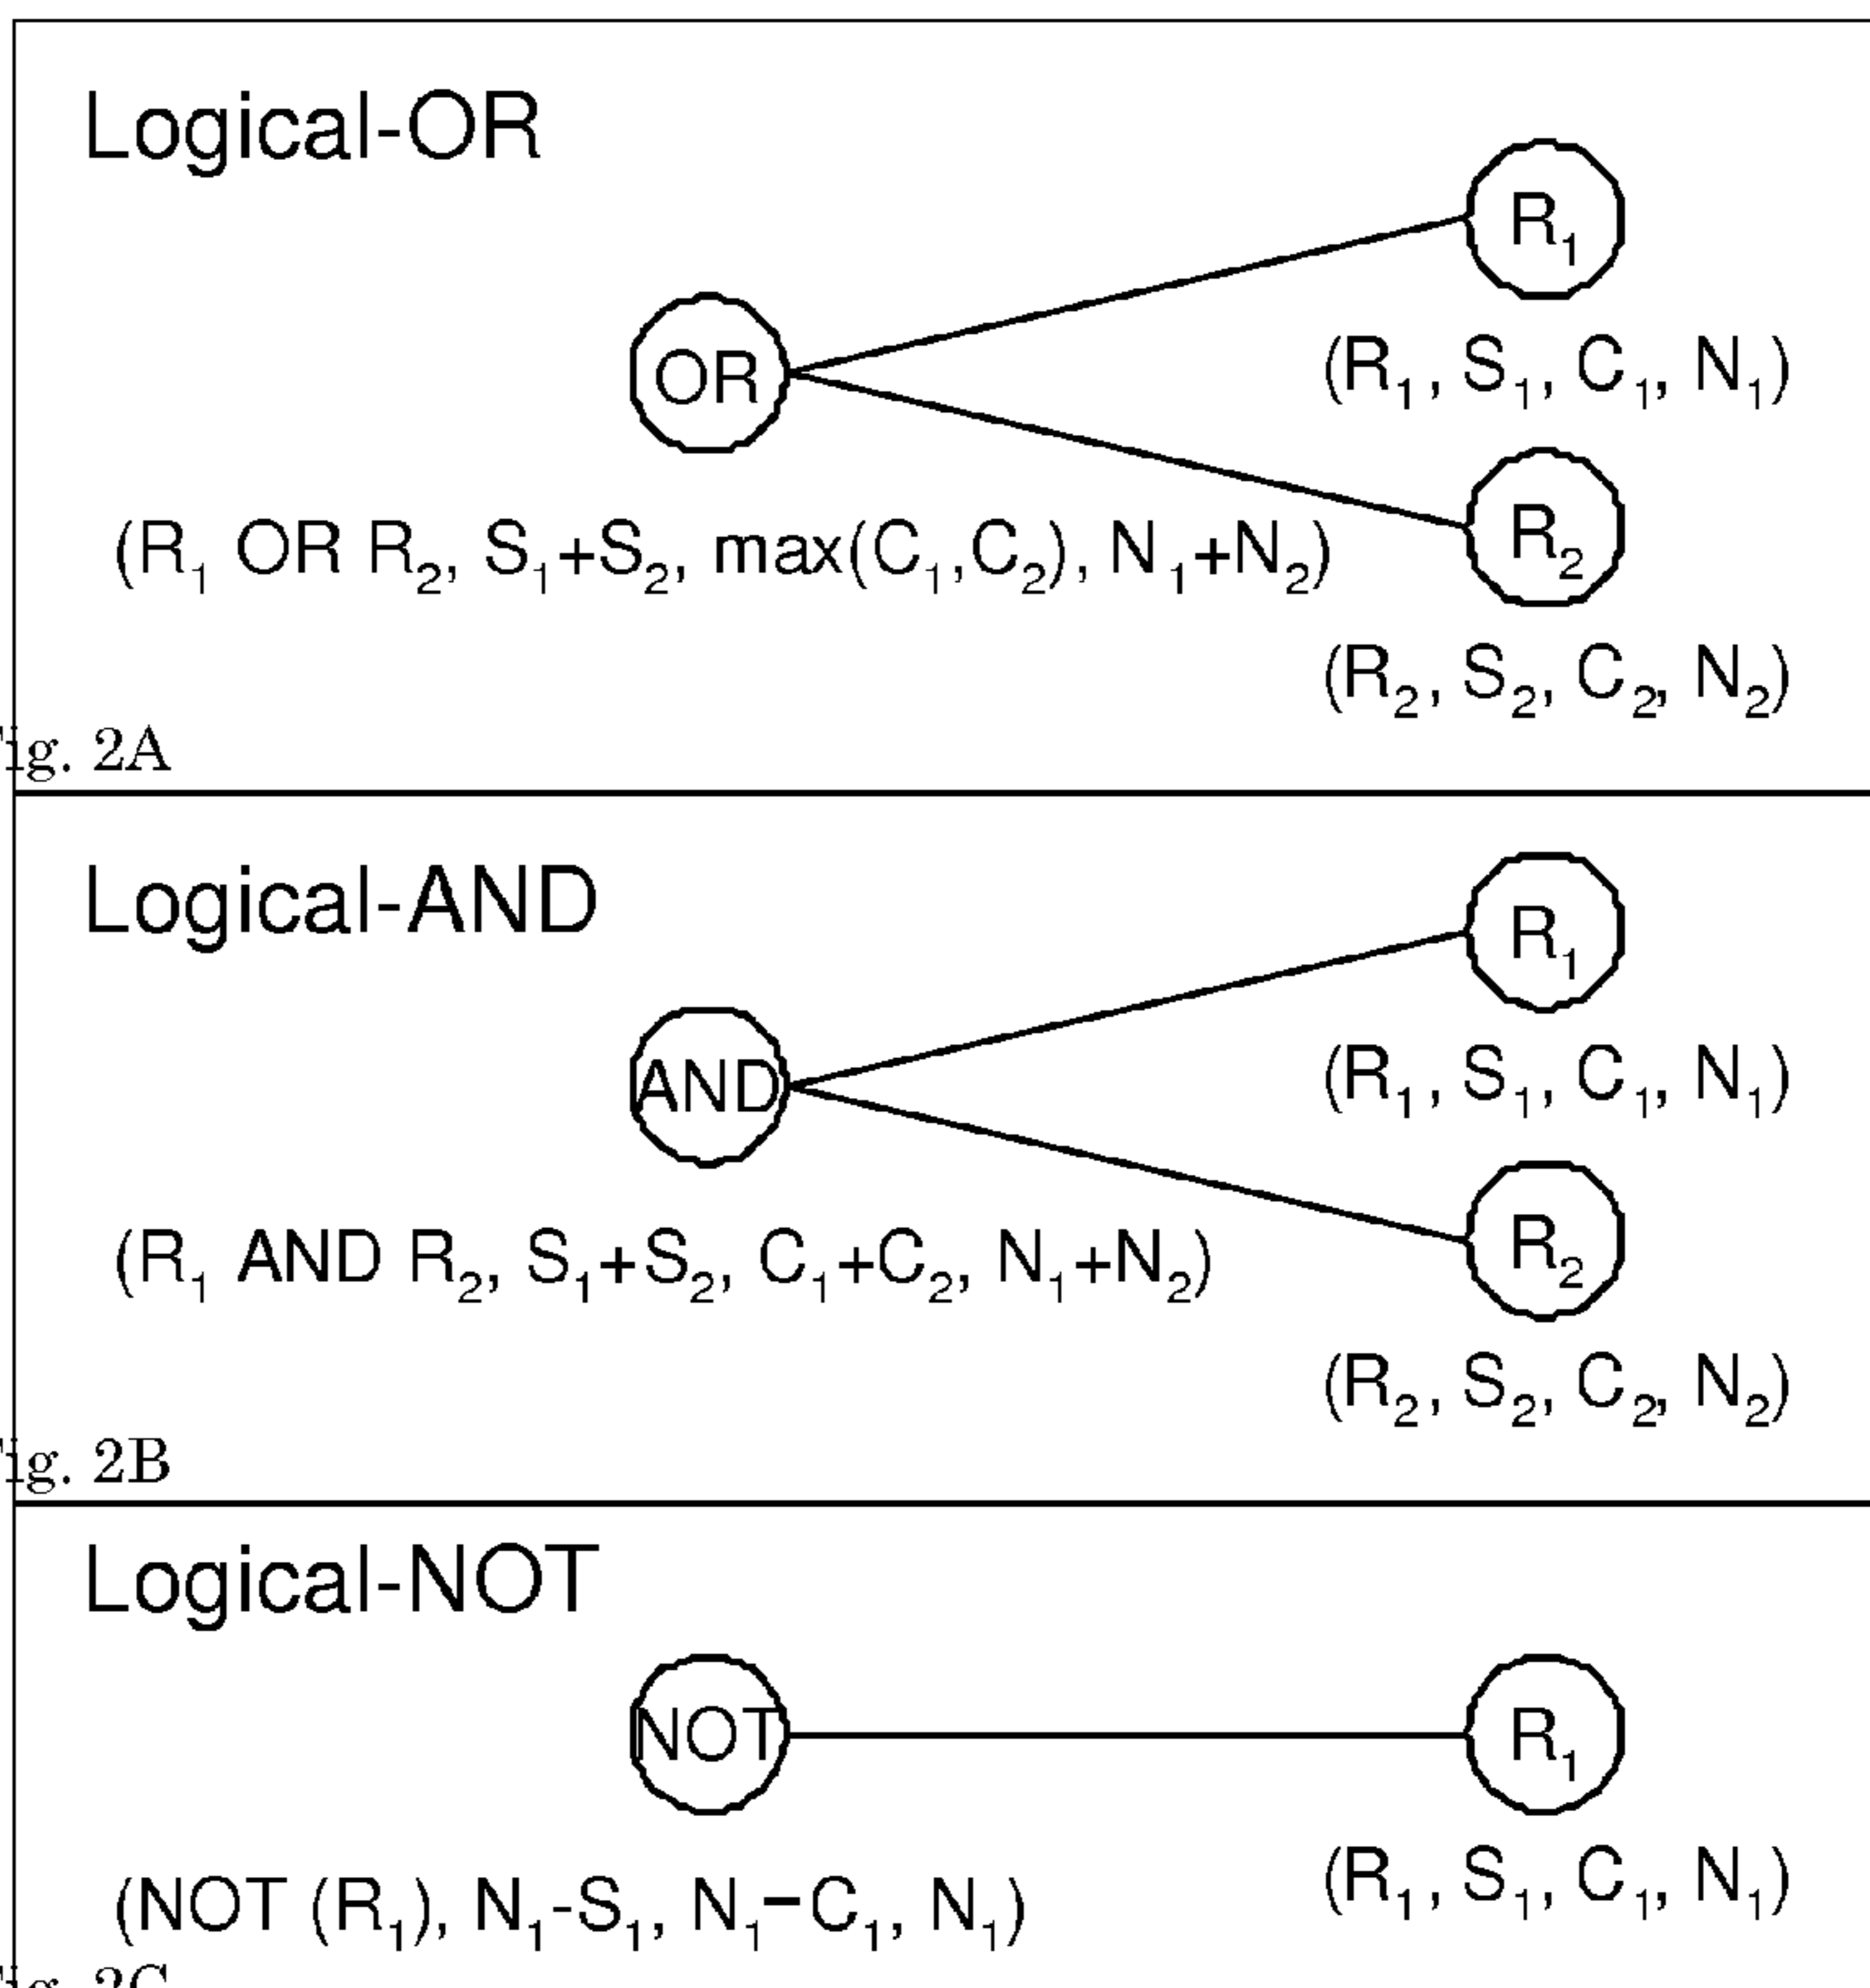 Logical-OR
R₁
OR
(R₁, S₁, C₁, N₁)
(R₁ OR R₂, S₁+S₂, max(C₁,C₂), N₁+N₂)
R₂
(R₂, S₂, C₂, N₂)
ig. 2A
Logical-AND
R₁
AND
(R₁, S₁, C₁, N₁)
(R₁ AND R₂, S₁+S₂, C₁+C₂, N₁+N₂)
R₂
(R₂, S₂, C₂, N₂)
ig. 2B
Logical-NOT
NOT
R₁
(R₁, S₁, C₁, N₁)
(NOT (R₁), N₁-S₁, N₁−C₁, N₁)
ig. 2C